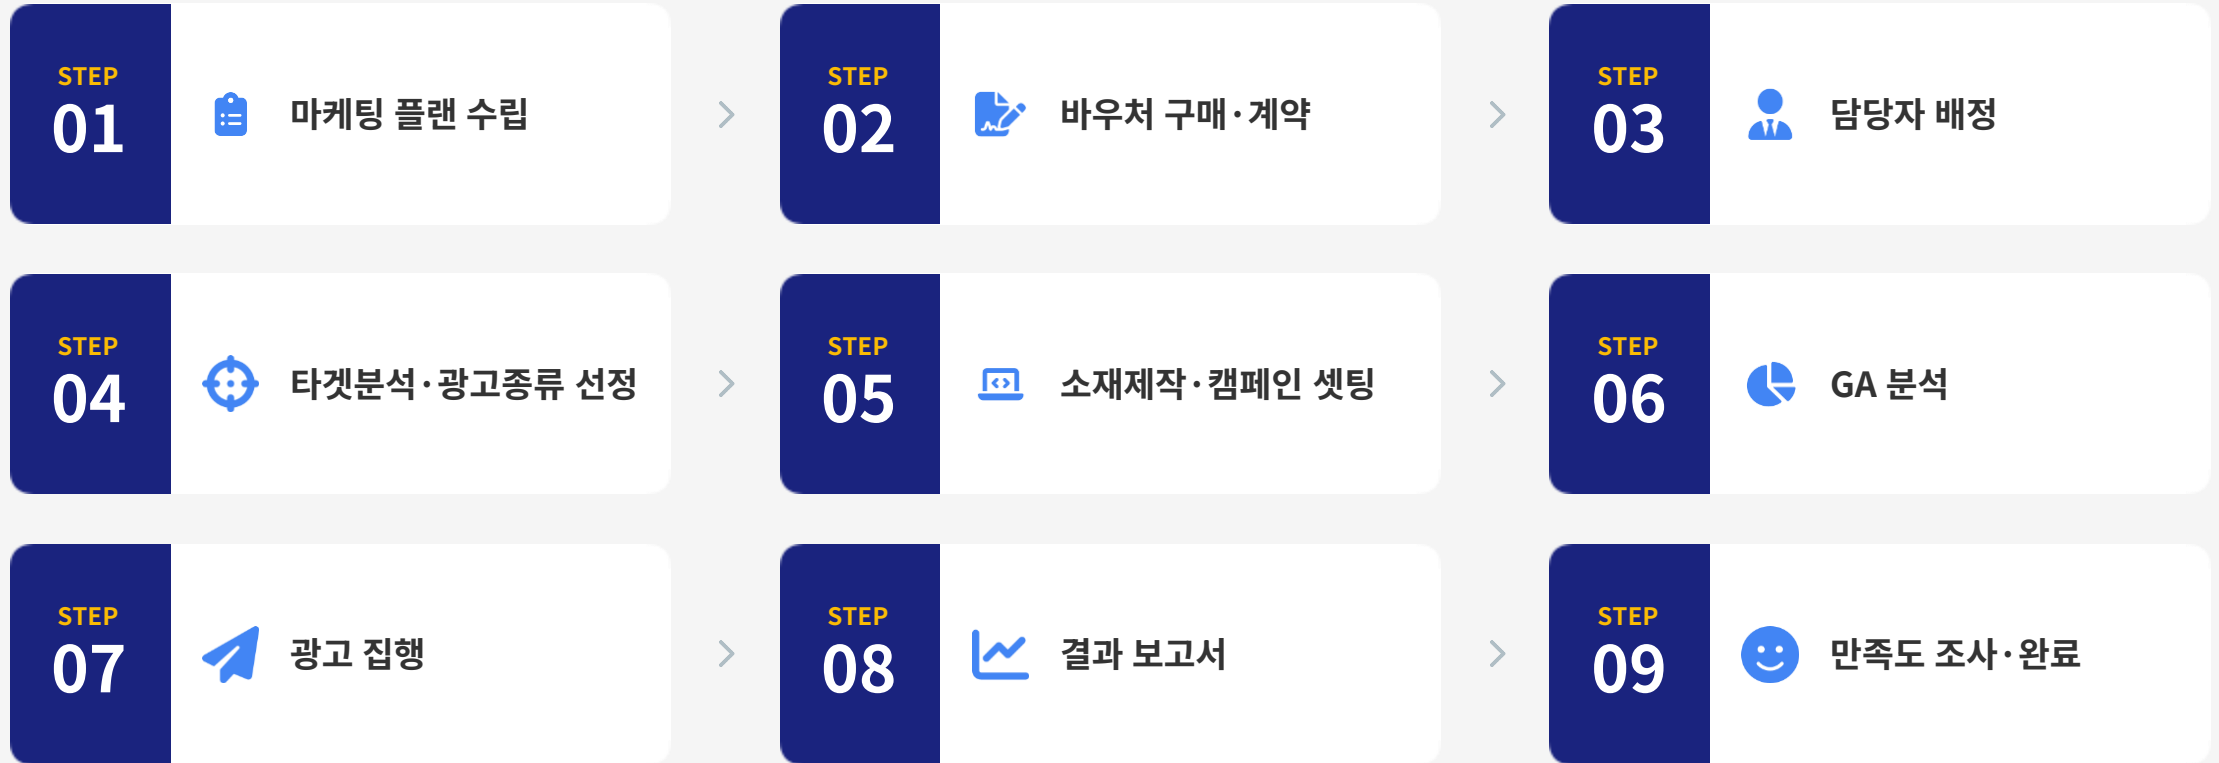 STEP
01
마케팅 플랜 수립
STEP
02
바우처 구매·계약
STEP
03
담당자 배정
STEP
04
타겟분석·광고종류 선정
STEP
05
소재제작·캠페인 셋팅
STEP
06
GA 분석
STEP
07
광고 집행
STEP
08
결과 보고서
STEP
09
만족도 조사·완료